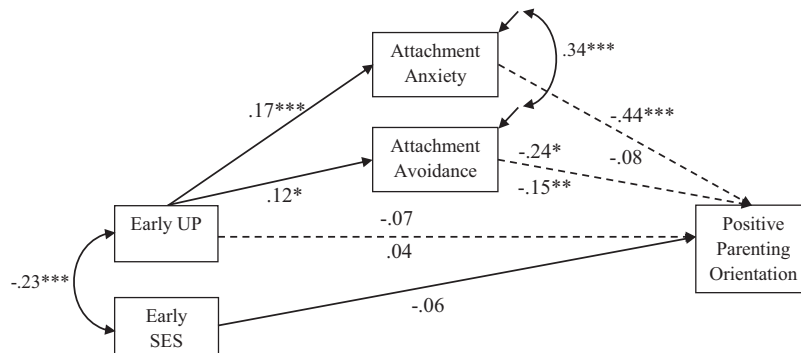 Attachment
Anxiety
.34***
.17***
-.44***
Attachment
Avoidance
-.24*
-.08
-.15**
.12*
Early UP
-.07
.04
Positive
Parenting
Orientation
-.23***
-.06
Early
SES